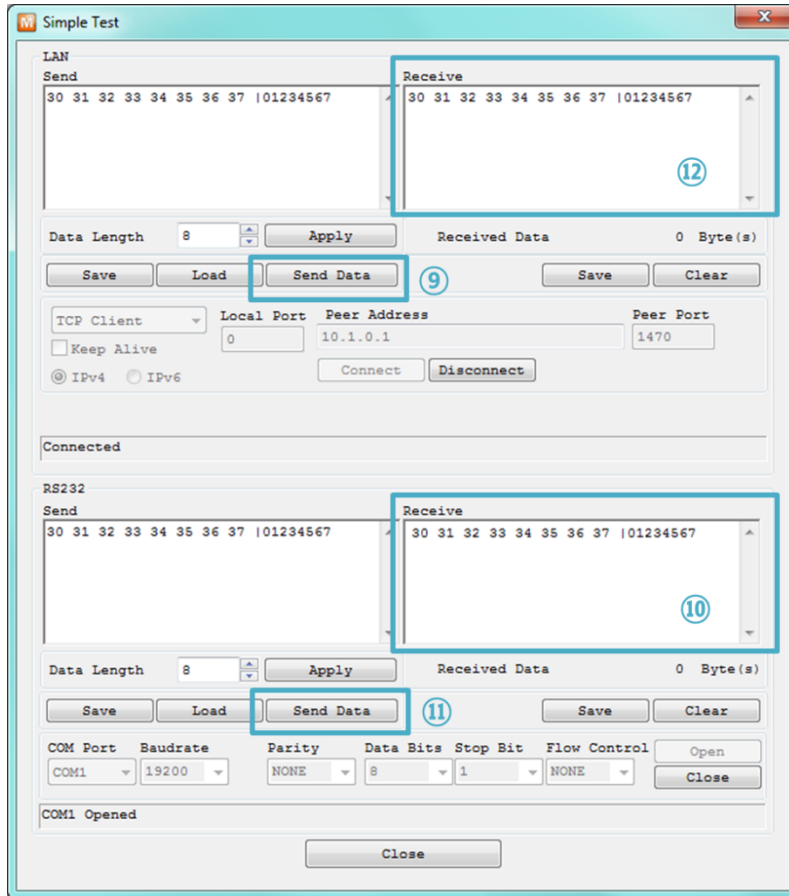 M Simple Test
LAN
Send Receive
30 31 32 33 34 35 36 37 |01234567 30 31 32 33 34 35 36 37 |01234567
⑫
Data Length 8 Apply Received Data 0 Byte(s)
Save Load Send Data ⑨ Save Clear
TCP Client Local Port Peer Address Peer Port
0 10.1.0.1 1470
Keep Alive
IPv4 IPv6 Connect Disconnect
Connected
RS232
Send Receive
30 31 32 33 34 35 36 37 |01234567 30 31 32 33 34 35 36 37 |01234567
⑩
Data Length 8 Apply Received Data 0 Byte(s)
Save Load Send Data ⑪ Save Clear
COM Port Baudrate Parity Data Bits Stop Bit Flow Control Open
COM1 19200 NONE 8 1 NONE Close
COM1 Opened
Close